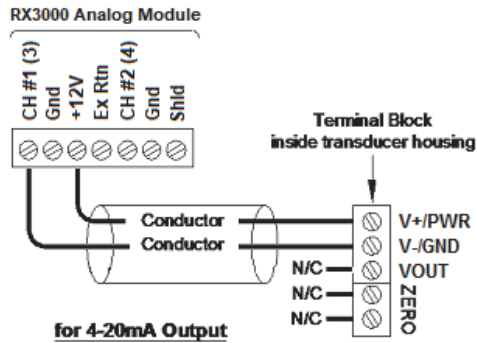 RX3000 Analog Module
CH #1 (3)
Gnd
+12V
Ex Rtn
CH #2 (4)
Gnd
Shld
Terminal Block
inside transducer housing
Conductor
Conductor
V+/PWR
V-/GND
N/C
VOUT
N/C
N/C
ZERO
for 4-20mA Output